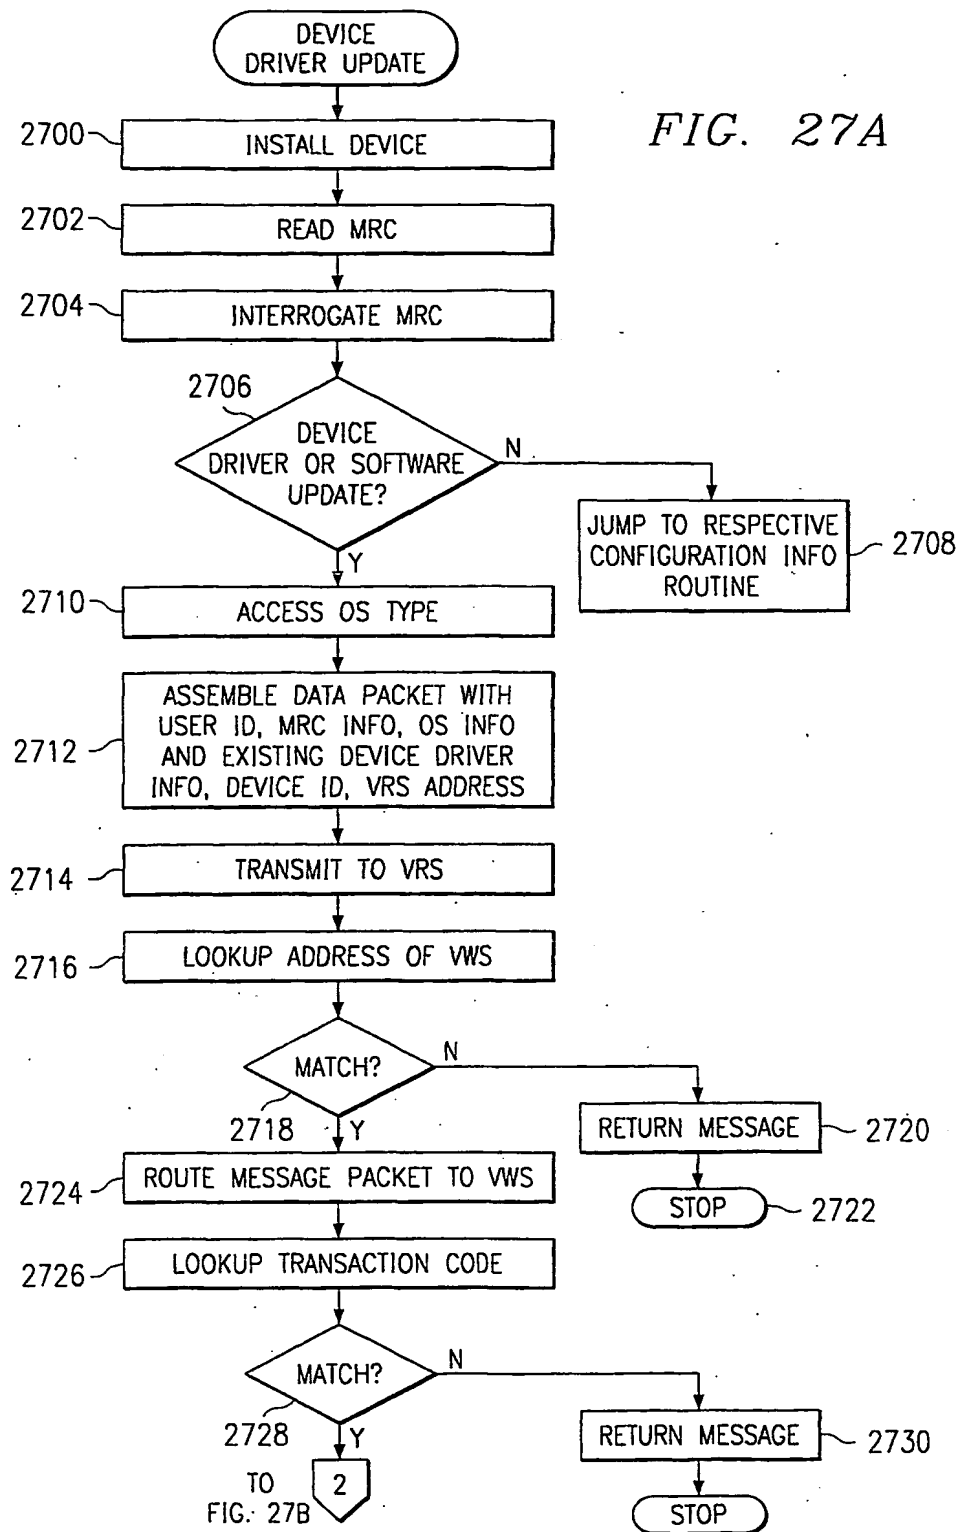 DEVICE
DRIVER UPDATE
FIG. 27A
2700
INSTALL DEVICE
2702
READ MRC
2704
INTERROGATE MRC
2706
DEVICE
DRIVER OR SOFTWARE
UPDATE?
N
Y
JUMP TO RESPECTIVE
CONFIGURATION INFO
ROUTINE
2708
2710
ACCESS OS TYPE
2712
ASSEMBLE DATA PACKET WITH
USER ID, MRC INFO, OS INFO
AND EXISTING DEVICE DRIVER
INFO, DEVICE ID, VRS ADDRESS
2714
TRANSMIT TO VRS
2716
LOOKUP ADDRESS OF VWS
MATCH?
N
2718
Y
RETURN MESSAGE
2720
STOP
2722
2724
ROUTE MESSAGE PACKET TO VWS
2726
LOOKUP TRANSACTION CODE
MATCH?
N
2728
Y
RETURN MESSAGE
2730
STOP
TO
FIG. 27B
2